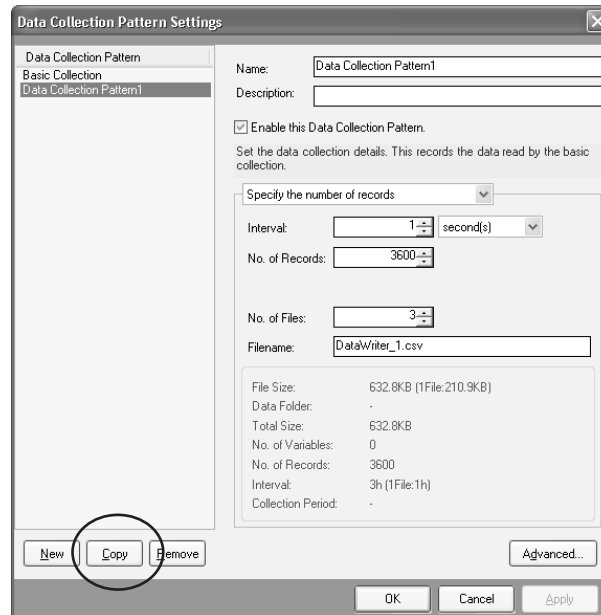 Data Collection Pattern Settings
Data Collection Pattern
Basic Collection
Data Collection Pattern1
Name: Data Collection Pattern1
Description:
Enable this Data Collection Pattern.
Set the data collection details. This records the data read by the basic
collection.
Specify the number of records
Interval: 1 second(s)
No. of Records: 3600
No. of Files: 3
Filename: DataWriter_1.csv
File Size: 632.8KB (1File:210.9KB)
Data Folder: -
Total Size: 632.8KB
No. of Variables: 0
No. of Records: 3600
Interval: 3h (1File:1h)
Collection Period: -
New Copy Remove Advanced...
OK Cancel Apply